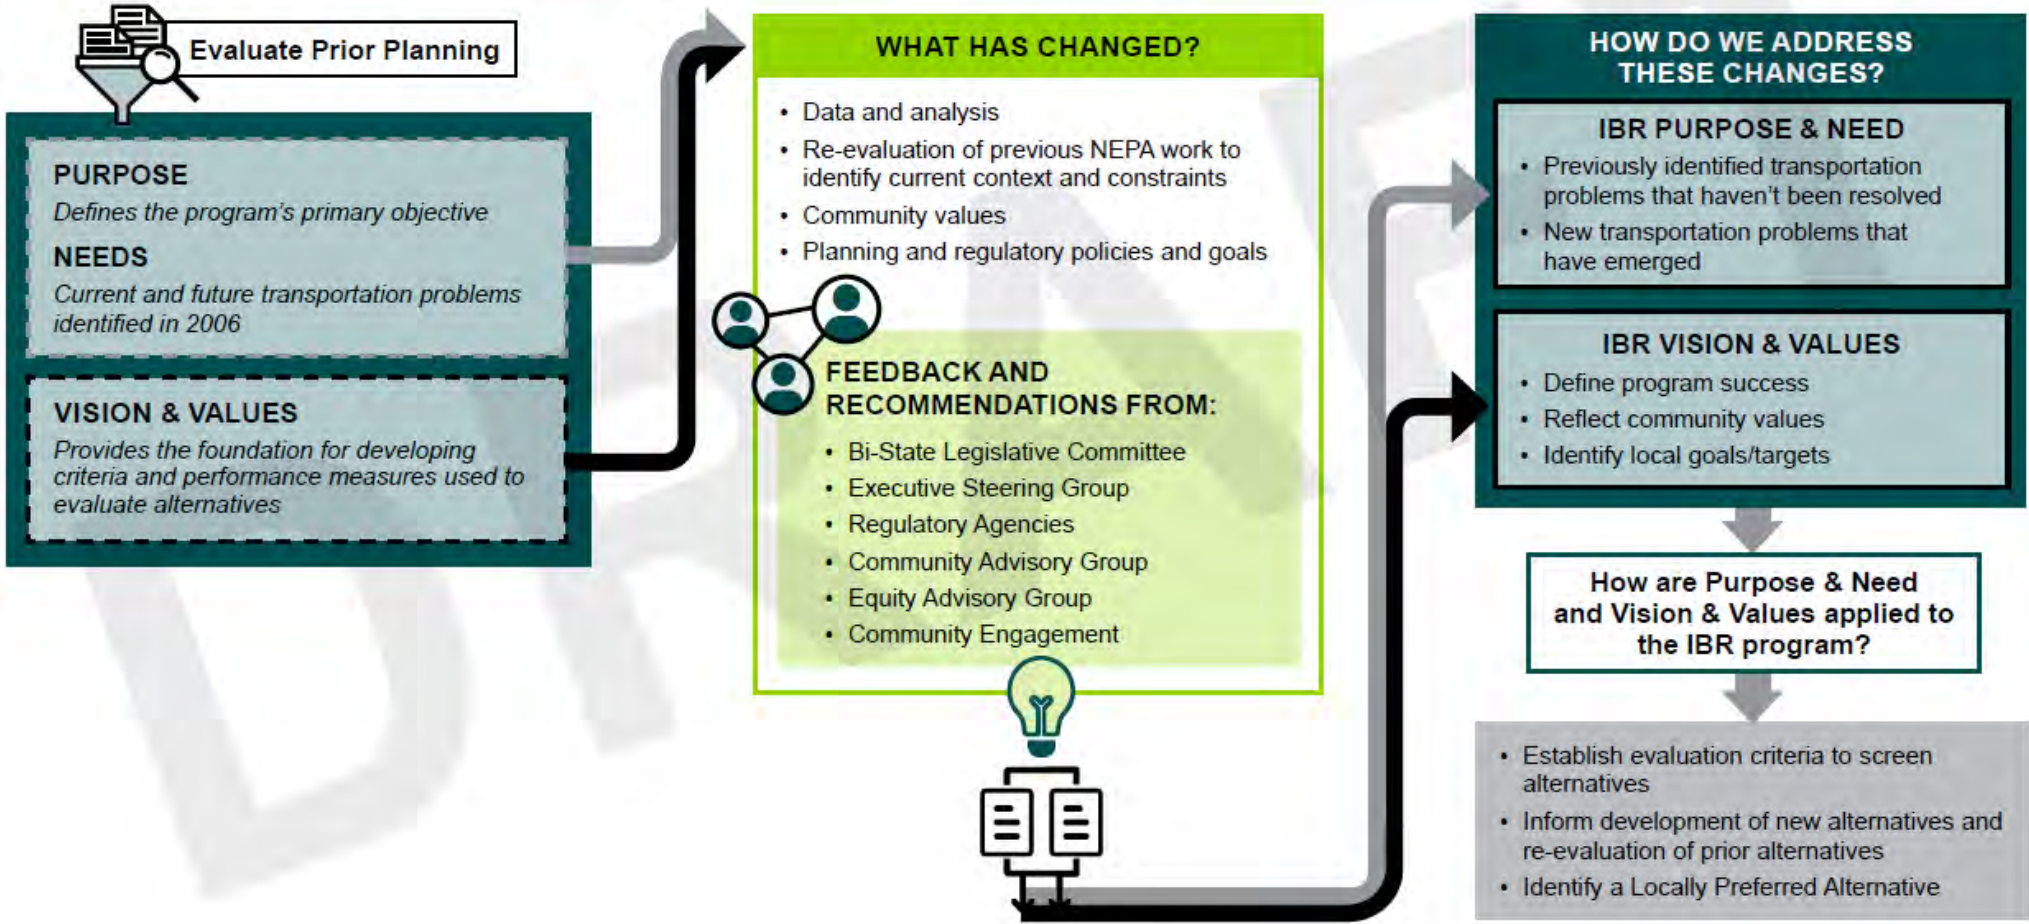 Evaluate Prior Planning
PURPOSE
Defines the program's primary objective
NEEDS
Current and future transportation problems
identified in 2006
VISION & VALUES
Provides the foundation for developing
criteria and performance measures used to
evaluate alternatives
WHAT HAS CHANGED?
• Data and analysis
• Re-evaluation of previous NEPA work to
identify current context and constraints
• Community values
• Planning and regulatory policies and goals
FEEDBACK AND
RECOMMENDATIONS FROM:
• Bi-State Legislative Committee
• Executive Steering Group
• Regulatory Agencies
• Community Advisory Group
• Equity Advisory Group
• Community Engagement
HOW DO WE ADDRESS
THESE CHANGES?
IBR PURPOSE & NEED
• Previously identified transportation
problems that haven't been resolved
• New transportation problems that
have emerged
IBR VISION & VALUES
• Define program success
• Reflect community values
• Identify local goals/targets
How are Purpose & Need
and Vision & Values applied to
the IBR program?
• Establish evaluation criteria to screen
alternatives
• Inform development of new alternatives and
re-evaluation of prior alternatives
• Identify a Locally Preferred Alternative
DRAF